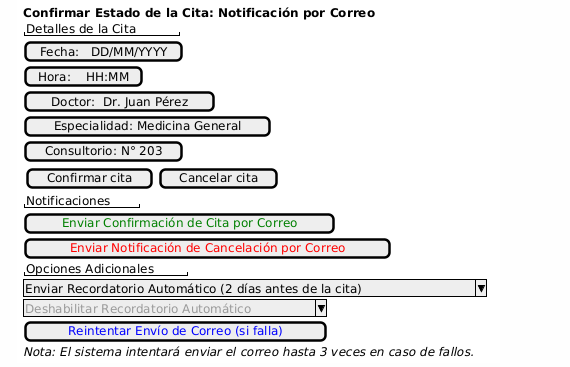 Confirmar Estado de la Cita: Notificación por Correo
Detalles de la Cita
Fecha: DD/MM/YYYY
Hora: HH:MM
Doctor: Dr. Juan Pérez
Especialidad: Medicina General
Consultorio: N° 203
Confirmar cita Cancelar cita
Notificaciones
Enviar Confirmación de Cita por Correo
Enviar Notificación de Cancelación por Correo
Opciones Adicionales
Enviar Recordatorio Automático (2 días antes de la cita)
Deshabilitar Recordatorio Automático
Reintentar Envío de Correo (si falla)
Nota: El sistema intentará enviar el correo hasta 3 veces en caso de fallos.